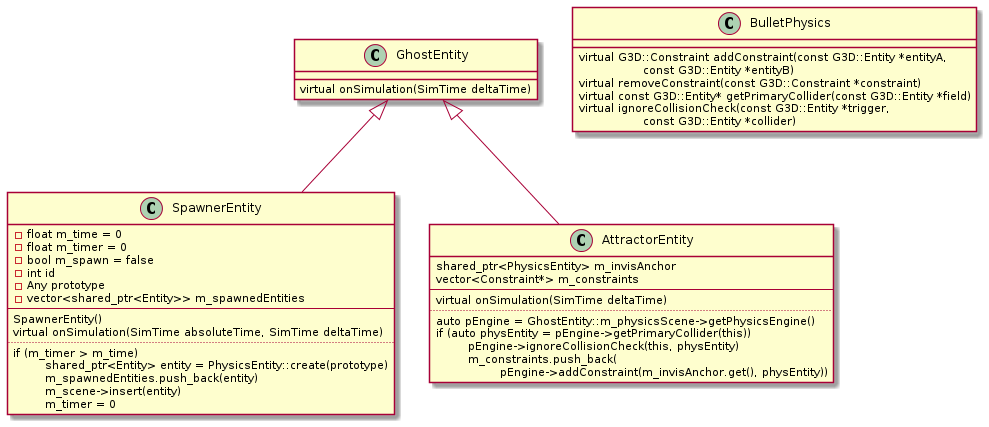 C GhostEntity
virtual onSimulation(SimTime deltaTime)
C BulletPhysics
virtual G3D::Constraint addConstraint(const G3D::Entity *entityA,
const G3D::Entity *entityB)
virtual removeConstraint(const G3D::Constraint *constraint)
virtual const G3D::Entity* getPrimaryCollider(const G3D::Entity *field)
virtual ignoreCollisionCheck(const G3D::Entity *trigger,
const G3D::Entity *collider)
C SpawnerEntity
float m_time = 0
float m_timer = 0
bool m_spawn = false
int id
Any prototype
vector<shared_ptr<Entity>> m_spawnedEntities
SpawnerEntity()
virtual onSimulation(SimTime absoluteTime, SimTime deltaTime)
if (m_timer > m_time)
shared_ptr<Entity> entity = PhysicsEntity::create(prototype)
m_spawnedEntities.push_back(entity)
m_scene->insert(entity)
m_timer = 0
C AttractorEntity
shared_ptr<PhysicsEntity> m_invisAnchor
vector<Constraint*> m_constraints
virtual onSimulation(SimTime deltaTime)
auto pEngine = GhostEntity::m_physicsScene->getPhysicsEngine()
if (auto physEntity = pEngine->getPrimaryCollider(this))
pEngine->ignoreCollisionCheck(this, physEntity)
m_constraints.push_back(
pEngine->addConstraint(m_invisAnchor.get(), physEntity))